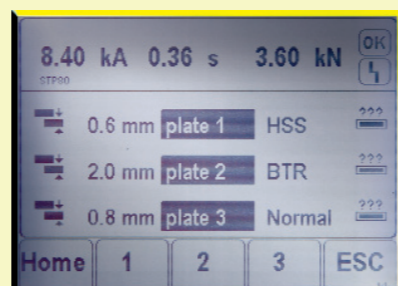 8.40 kA 0.36 s 3.60 kN OK
STP80
0.6 mm plate 1 HSS ???
2.0 mm plate 2 BTR ???
0.8 mm plate 3 Normal ???
Home 1 2 3 ESC